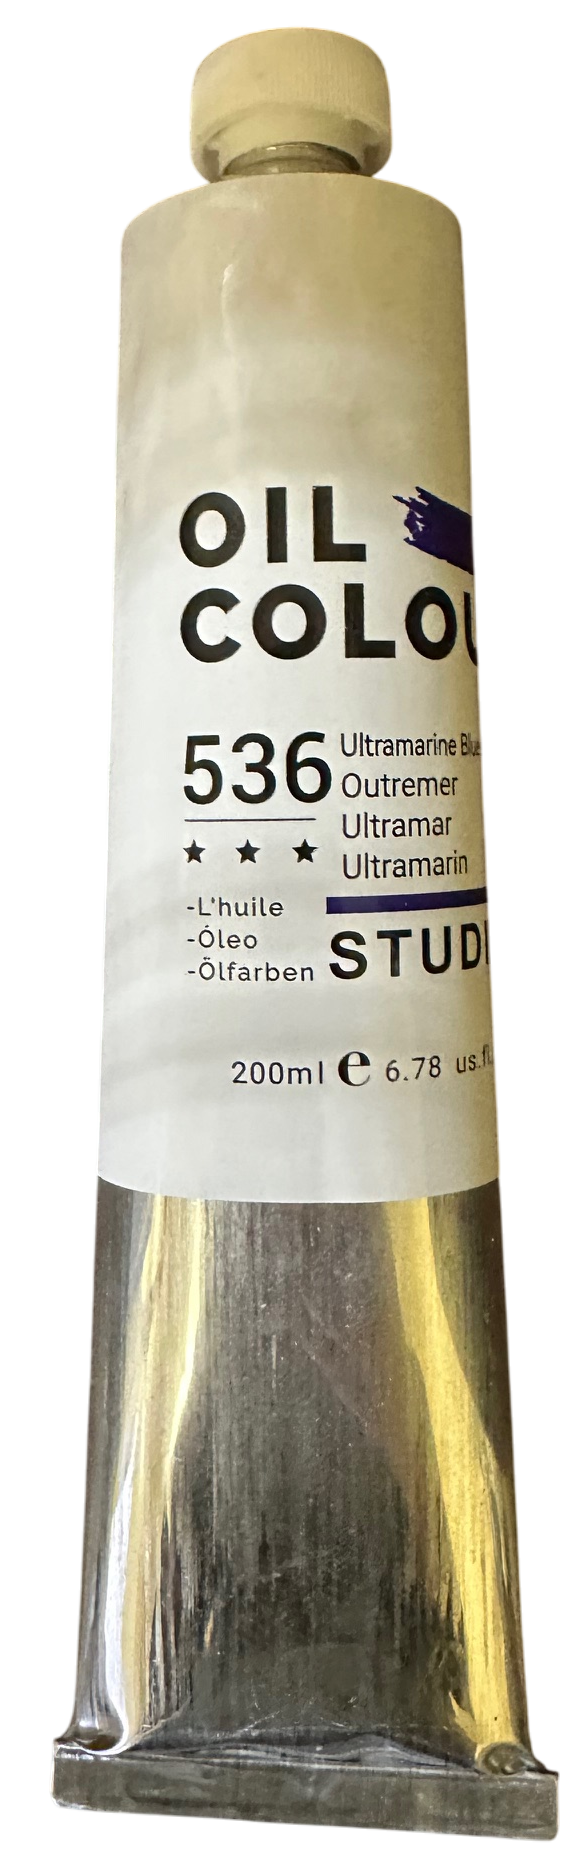 OIL
COLOU
536
Ultramarine Blue
Outremer
Ultramar
Ultramarin
★ ★ ★
-L'huile
-Óleo
-Ölfarben
STUDI
200ml e 6.78 us.fl